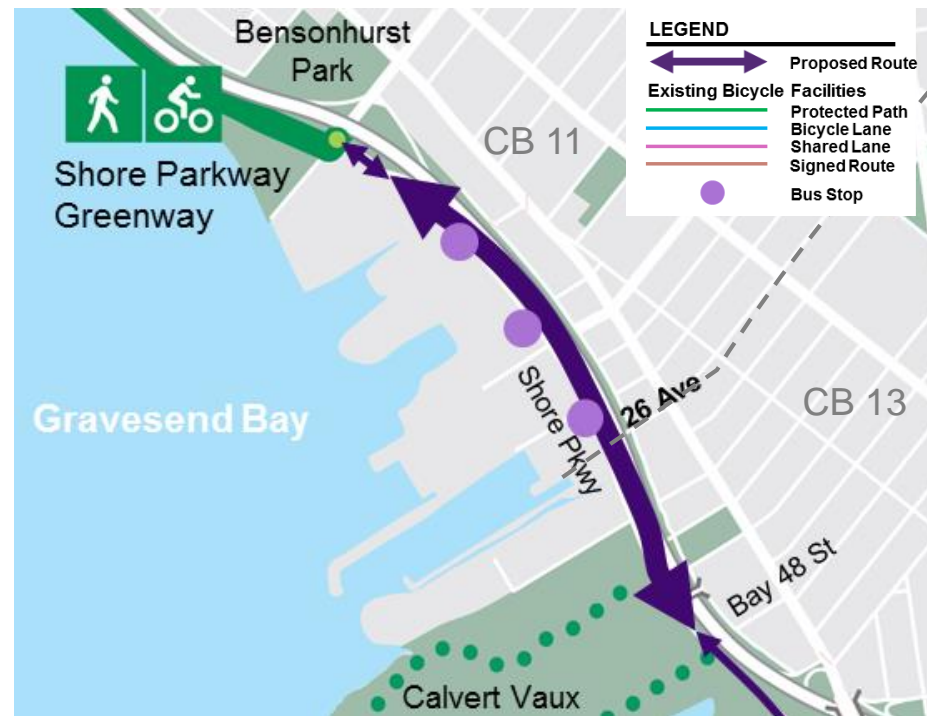 Bensonhurst
Park
LEGEND
Proposed Route
Existing Bicycle Facilities
Protected Path
Bicycle Lane
Shared Lane
Signed Route
Bus Stop
CB 11
Shore Parkway
Greenway
Gravesend Bay
Shore Pkwy
26 Ave
CB 13
Bay 48 St
Calvert Vaux